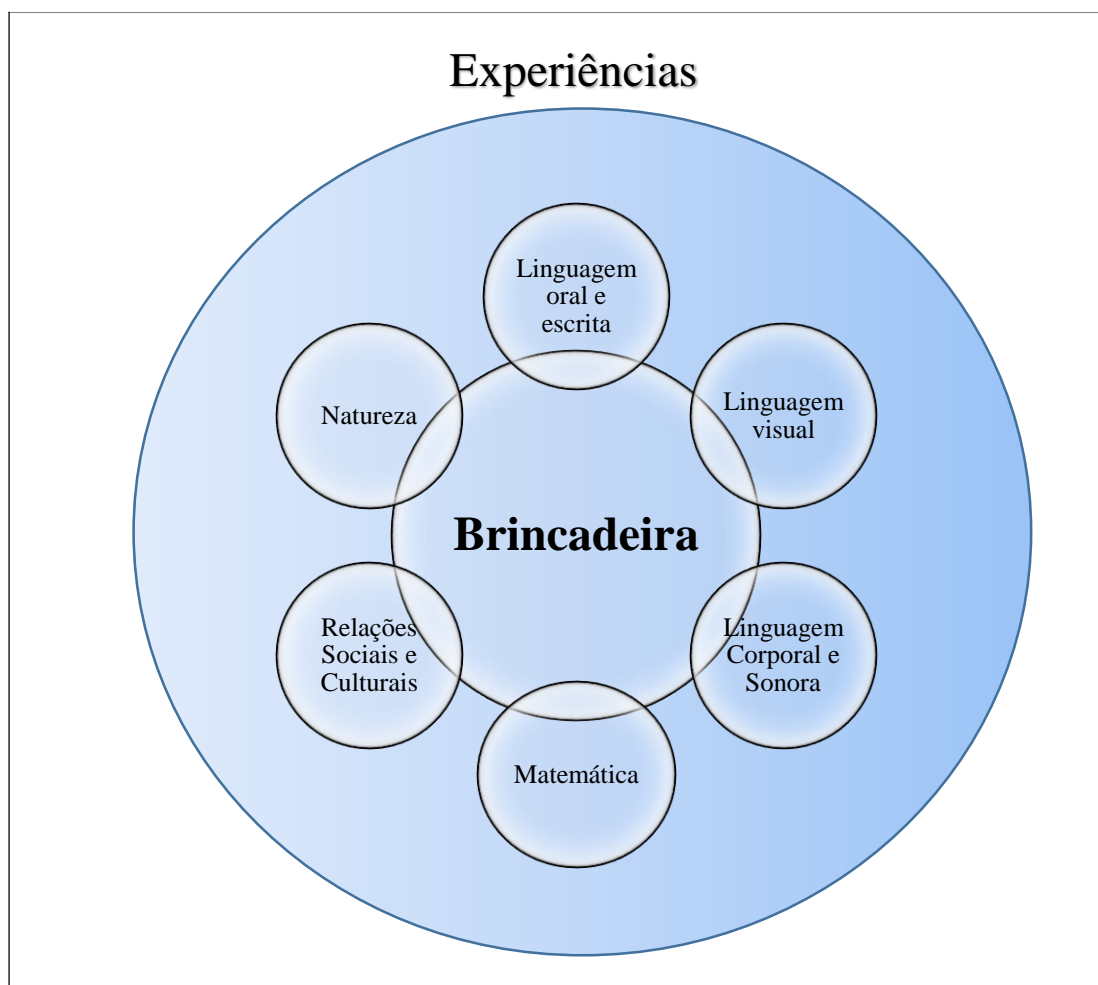 Experiências
Linguagem
oral e
escrita
Natureza
Linguagem
visual
Brincadeira
Relações
Sociais e
Culturais
Linguagem
Corporal e
Sonora
Matemática